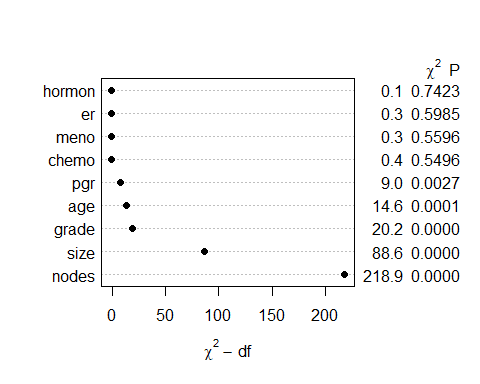 χ² P
hormon 0.1 0.7423
er 0.3 0.5985
meno 0.3 0.5596
chemo 0.4 0.5496
pgr 9.0 0.0027
age 14.6 0.0001
grade 20.2 0.0000
size 88.6 0.0000
nodes 218.9 0.0000
0 50 100 150 200
χ² − df